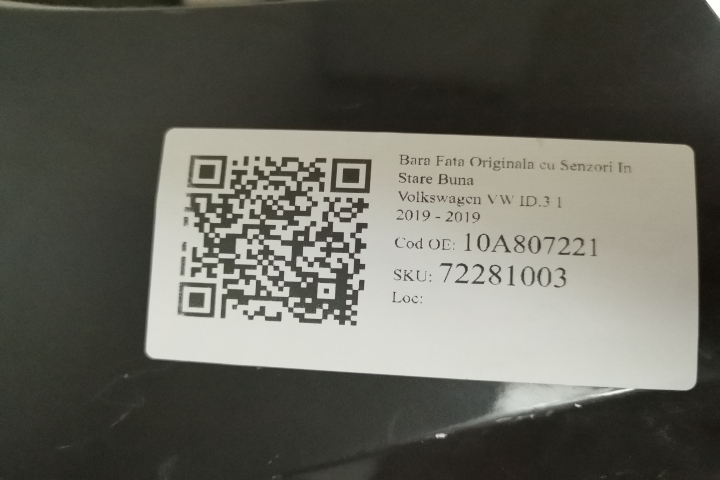 Bara Fata Originala cu Senzori In
Stare Buna
Volkswagen VW ID.3 1
2019 - 2019
Cod OE: 10A807221
SKU: 72281003
Loc: